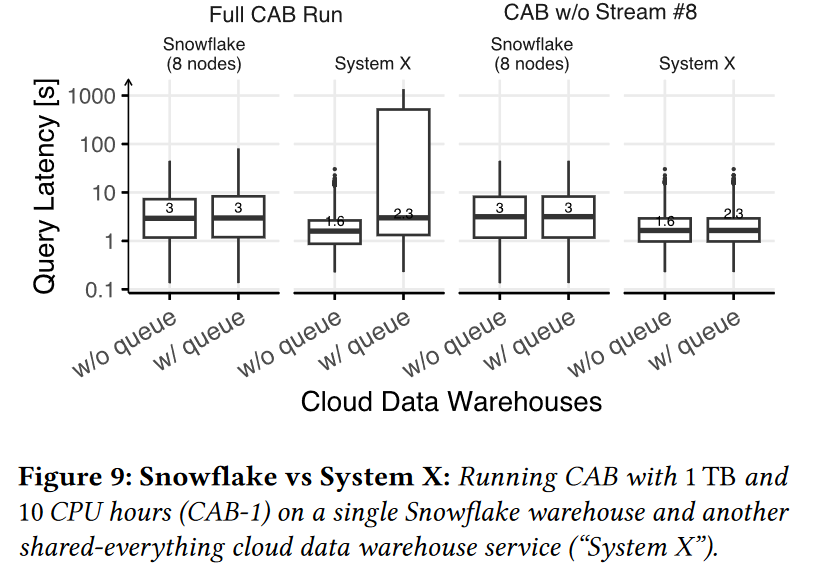 Full CAB Run
CAB w/o Stream #8
Snowflake
(8 nodes)
System X
Snowflake
(8 nodes)
System X
Query Latency [s]
1000
100
10
1
0.1
3
3
1.6
2.3
3
3
1.6
2.3
w/o queue
w/ queue
w/o queue
w/ queue
w/o queue
w/ queue
w/o queue
w/ queue
Cloud Data Warehouses
Figure 9: Snowflake vs System X: Running CAB with 1 TB and
10 CPU hours (CAB-1) on a single Snowflake warehouse and another
shared-everything cloud data warehouse service (“System X”).